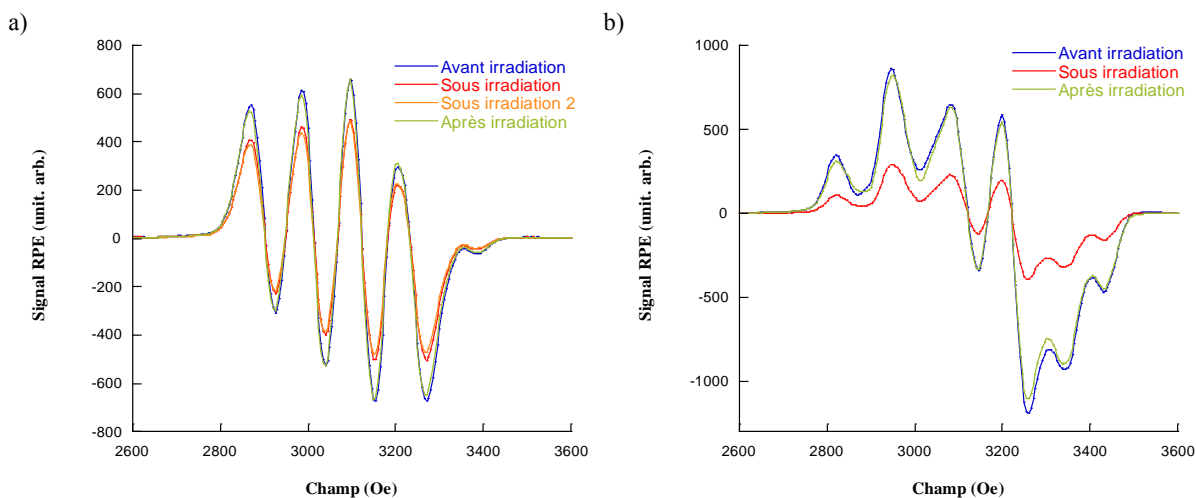 a)
800
600
400
200
0
-200
-400
-600
-800
Signal RPE (unit. arb.)
Avant irradiation
Sous irradiation
Sous irradiation 2
Après irradiation
2600 2800 3000 3200 3400 3600
Champ (Oe)
b)
1000
500
0
-500
-1000
Signal RPE (unit. arb.)
Avant irradiation
Sous irradiation
Après irradiation
2600 2800 3000 3200 3400 3600
Champ (Oe)